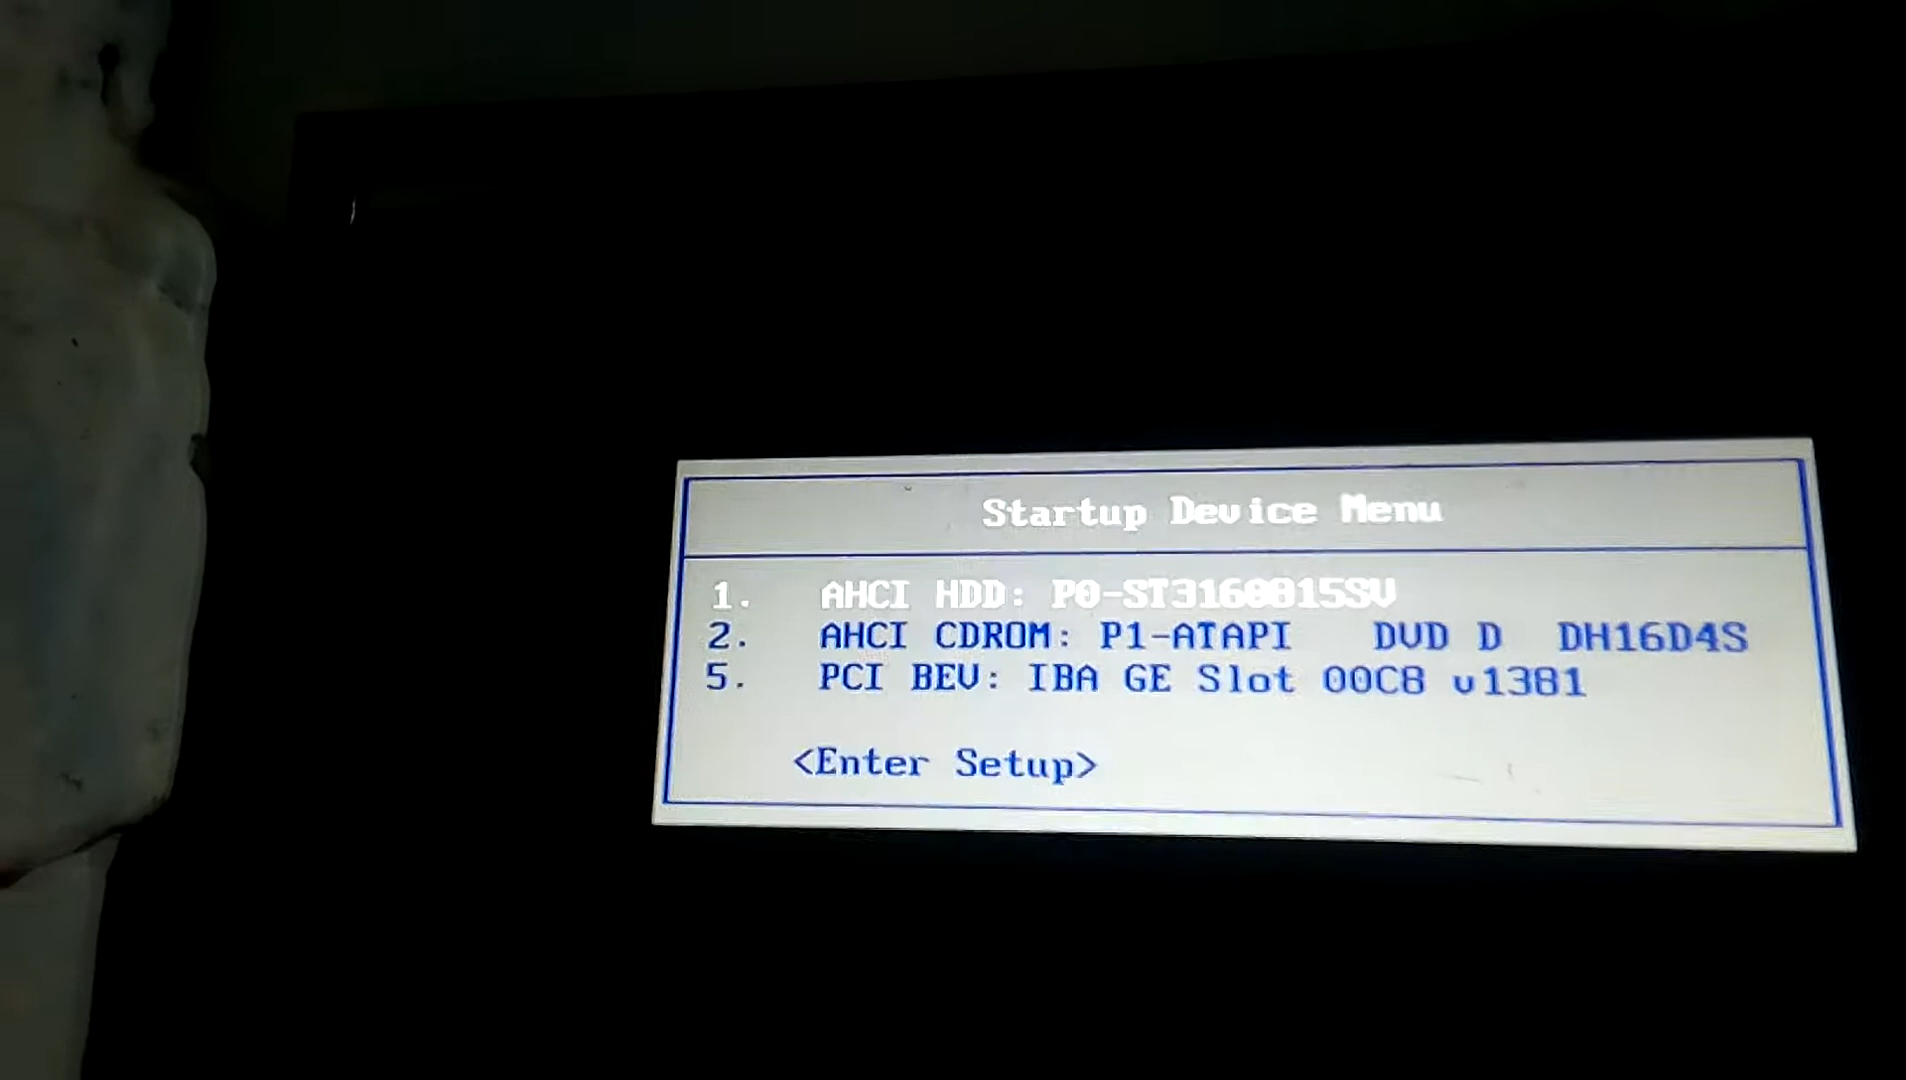 Startup Device Menu
1. AHCI HDD: P0-ST3160815SV
2. AHCI CDROM: P1-ATAPI DVD D DH16D4S
5. PCI BEV: IBA GE Slot 00C8 v1381
<Enter Setup>